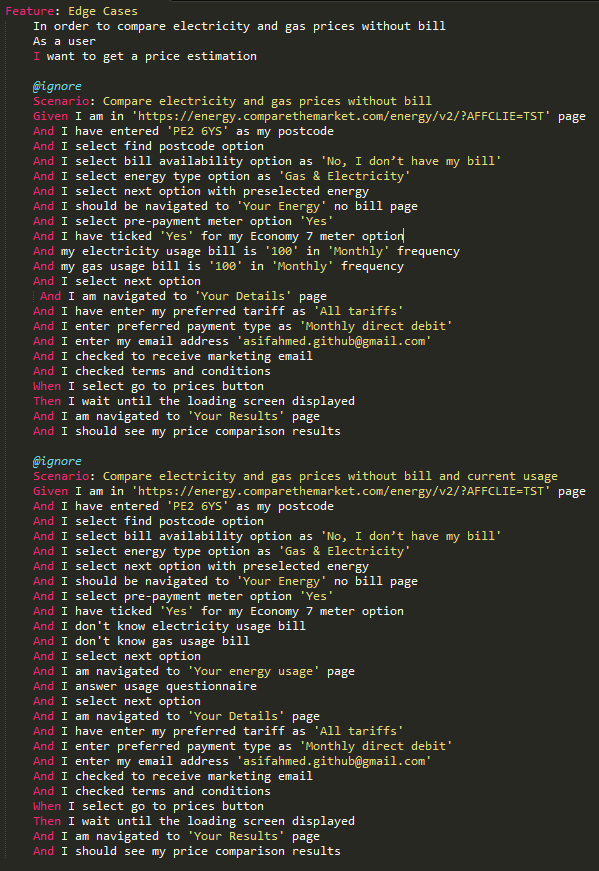 Feature: Edge Cases
In order to compare electricity and gas prices without bill
As a user
I want to get a price estimation
@ignore
Scenario: Compare electricity and gas prices without bill
Given I am in 'https://energy.comparethemarket.com/energy/v2/?AFFCLIE=TST' page
And I have entered 'PE2 6YS' as my postcode
And I select find postcode option
And I select bill availability option as 'No, I don’t have my bill'
And I select energy type option as 'Gas & Electricity'
And I select next option with preselected energy
And I should be navigated to 'Your Energy' no bill page
And I select pre-payment meter option 'Yes'
And I have ticked 'Yes' for my Economy 7 meter option
And my electricity usage bill is '100' in 'Monthly' frequency
And my gas usage bill is '100' in 'Monthly' frequency
And I select next option
And I am navigated to 'Your Details' page
And I have enter my preferred tariff as 'All tariffs'
And I enter preferred payment type as 'Monthly direct debit'
And I enter my email address 'asifahmed.github@gmail.com'
And I checked to receive marketing email
And I checked terms and conditions
When I select go to prices button
Then I wait until the loading screen displayed
And I am navigated to 'Your Results' page
And I should see my price comparison results
@ignore
Scenario: Compare electricity and gas prices without bill and current usage
Given I am in 'https://energy.comparethemarket.com/energy/v2/?AFFCLIE=TST' page
And I have entered 'PE2 6YS' as my postcode
And I select find postcode option
And I select bill availability option as 'No, I don’t have my bill'
And I select energy type option as 'Gas & Electricity'
And I select next option with preselected energy
And I should be navigated to 'Your Energy' no bill page
And I select pre-payment meter option 'Yes'
And I have ticked 'Yes' for my Economy 7 meter option
And I don't know electricity usage bill
And I don't know gas usage bill
And I select next option
And I am navigated to 'Your energy usage' page
And I answer usage questionnaire
And I select next option
And I am navigated to 'Your Details' page
And I have enter my preferred tariff as 'All tariffs'
And I enter preferred payment type as 'Monthly direct debit'
And I enter my email address 'asifahmed.github@gmail.com'
And I checked to receive marketing email
And I checked terms and conditions
When I select go to prices button
Then I wait until the loading screen displayed
And I am navigated to 'Your Results' page
And I should see my price comparison results